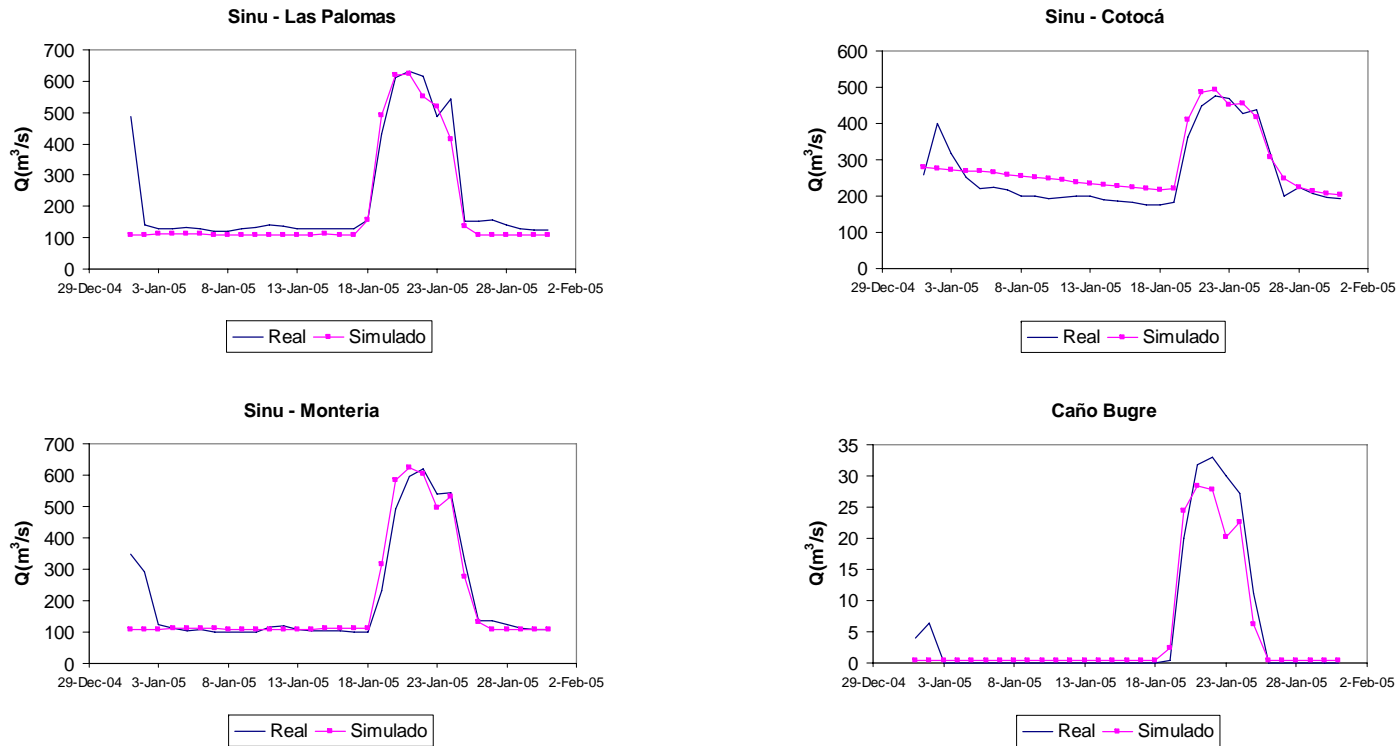 Sinu - Las Palomas
Q(m³/s)
700
600
500
400
300
200
100
0
29-Dec-04 3-Jan-05 8-Jan-05 13-Jan-05 18-Jan-05 23-Jan-05 28-Jan-05 2-Feb-05
Real Simulado
Sinu - Cotocá
Q(m³/s)
600
500
400
300
200
100
0
29-Dec-04 3-Jan-05 8-Jan-05 13-Jan-05 18-Jan-05 23-Jan-05 28-Jan-05 2-Feb-05
Real Simulado
Sinu - Monteria
Q(m³/s)
700
600
500
400
300
200
100
0
29-Dec-04 3-Jan-05 8-Jan-05 13-Jan-05 18-Jan-05 23-Jan-05 28-Jan-05 2-Feb-05
Real Simulado
Caño Bugre
Q(m³/s)
35
30
25
20
15
10
5
0
29-Dec-04 3-Jan-05 8-Jan-05 13-Jan-05 18-Jan-05 23-Jan-05 28-Jan-05 2-Feb-05
Real Simulado